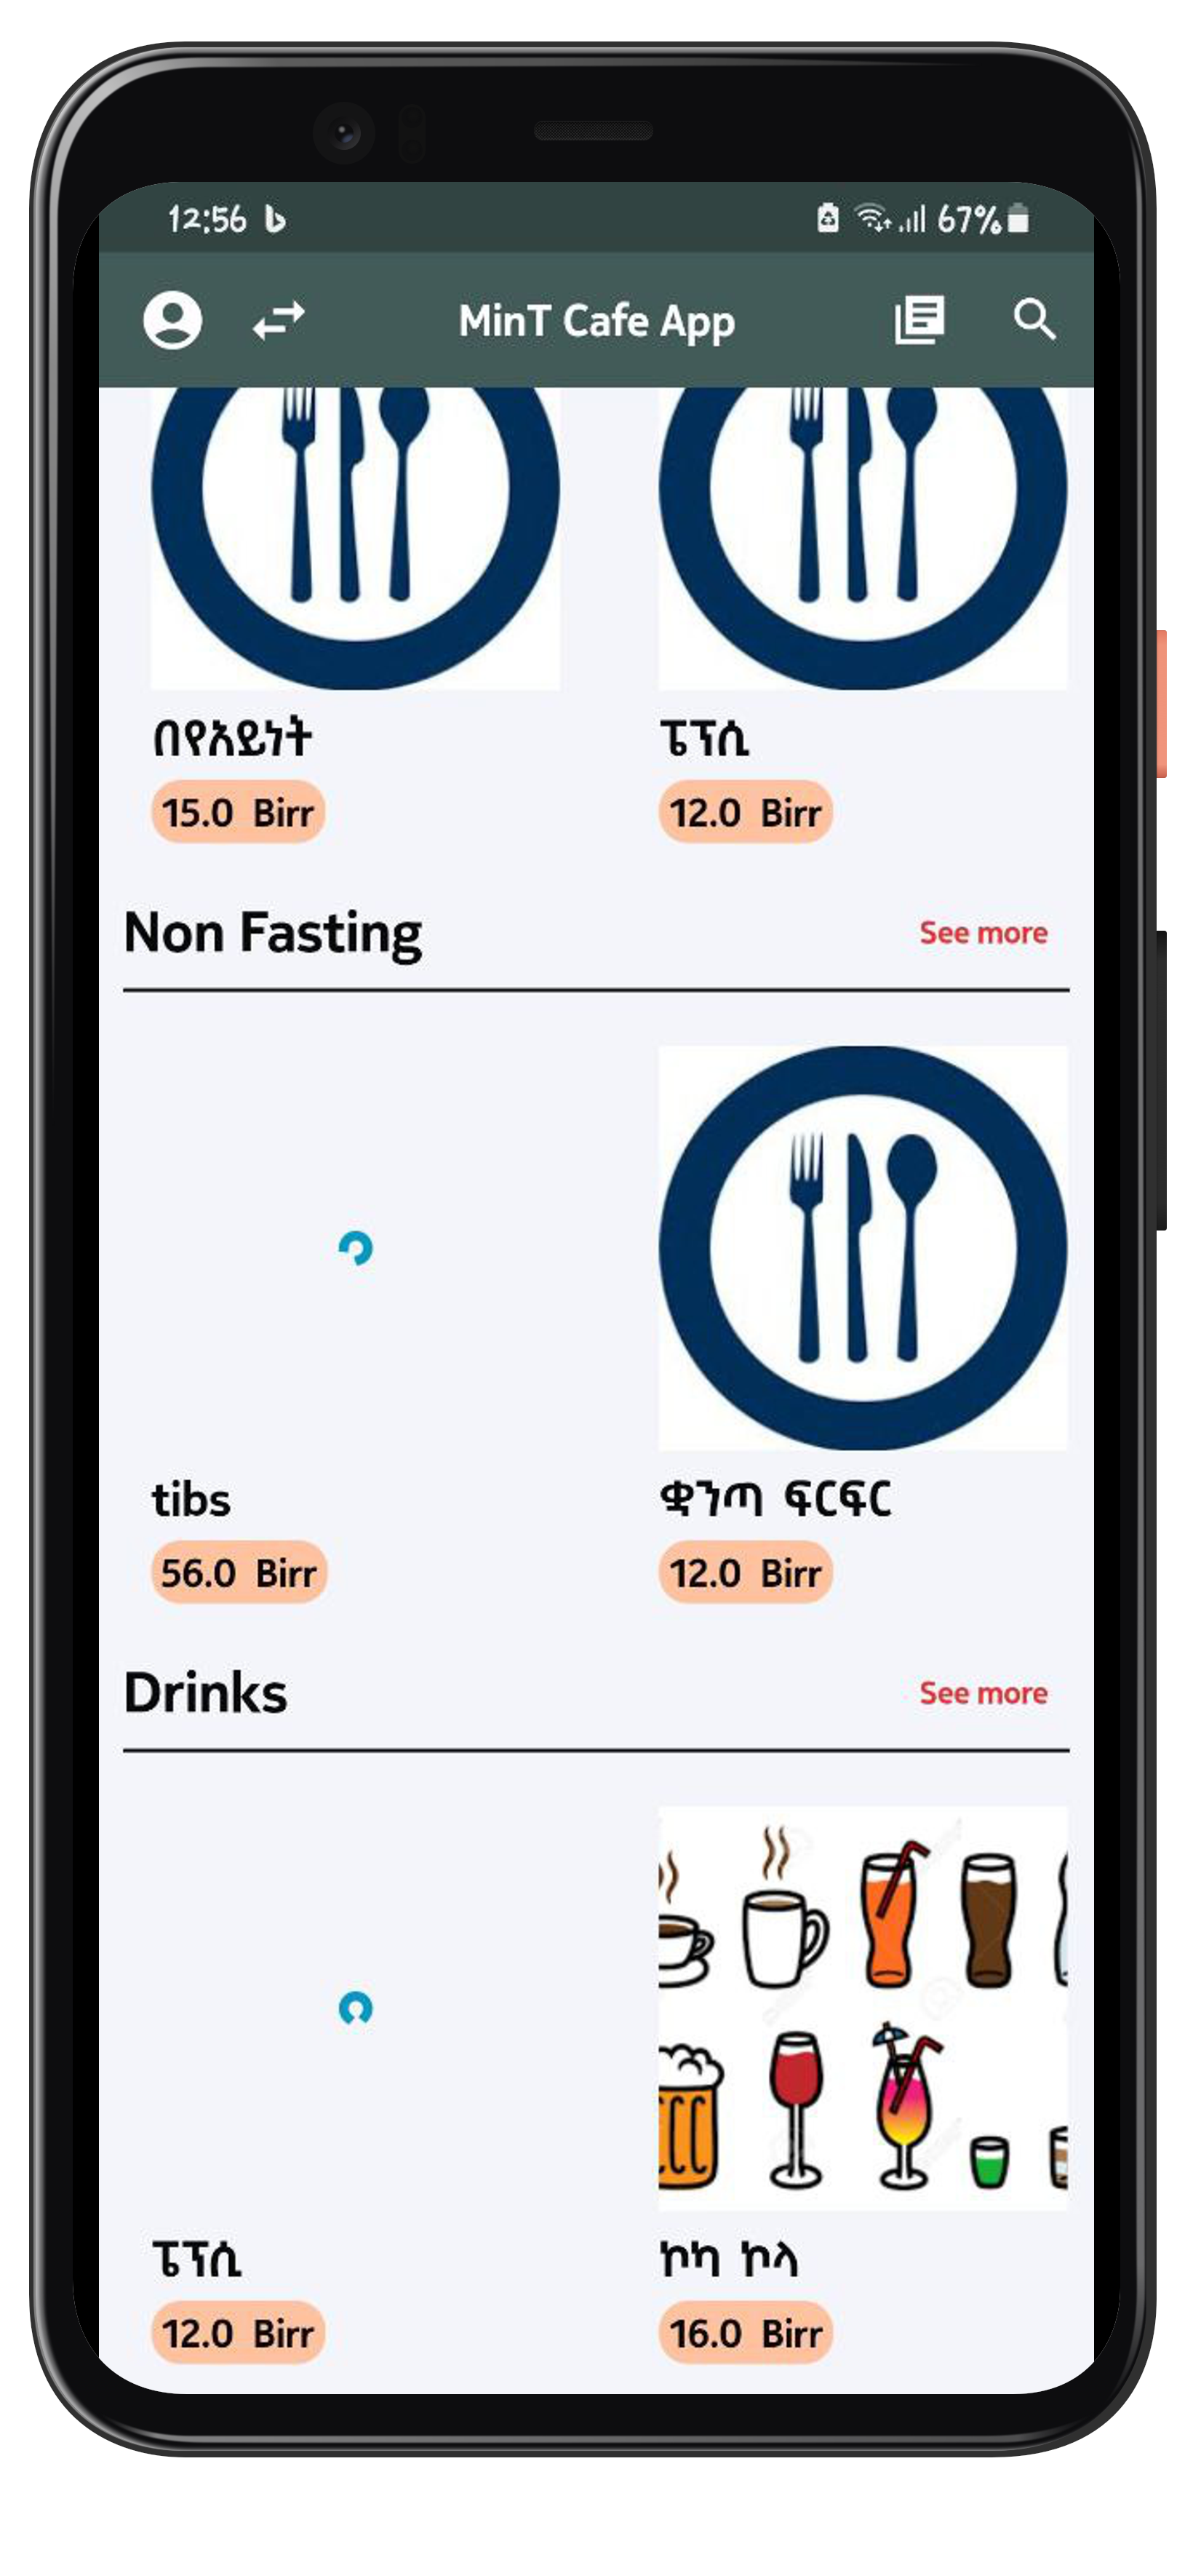 12:56
67%
MinT Cafe App
በየአይነት
ፔፕሲ
15.0 Birr
12.0 Birr
Non Fasting
See more
tibs
ቋንጣ ፍርፍር
56.0 Birr
12.0 Birr
Drinks
See more
ፔፕሲ
ኮካ ኮላ
12.0 Birr
16.0 Birr